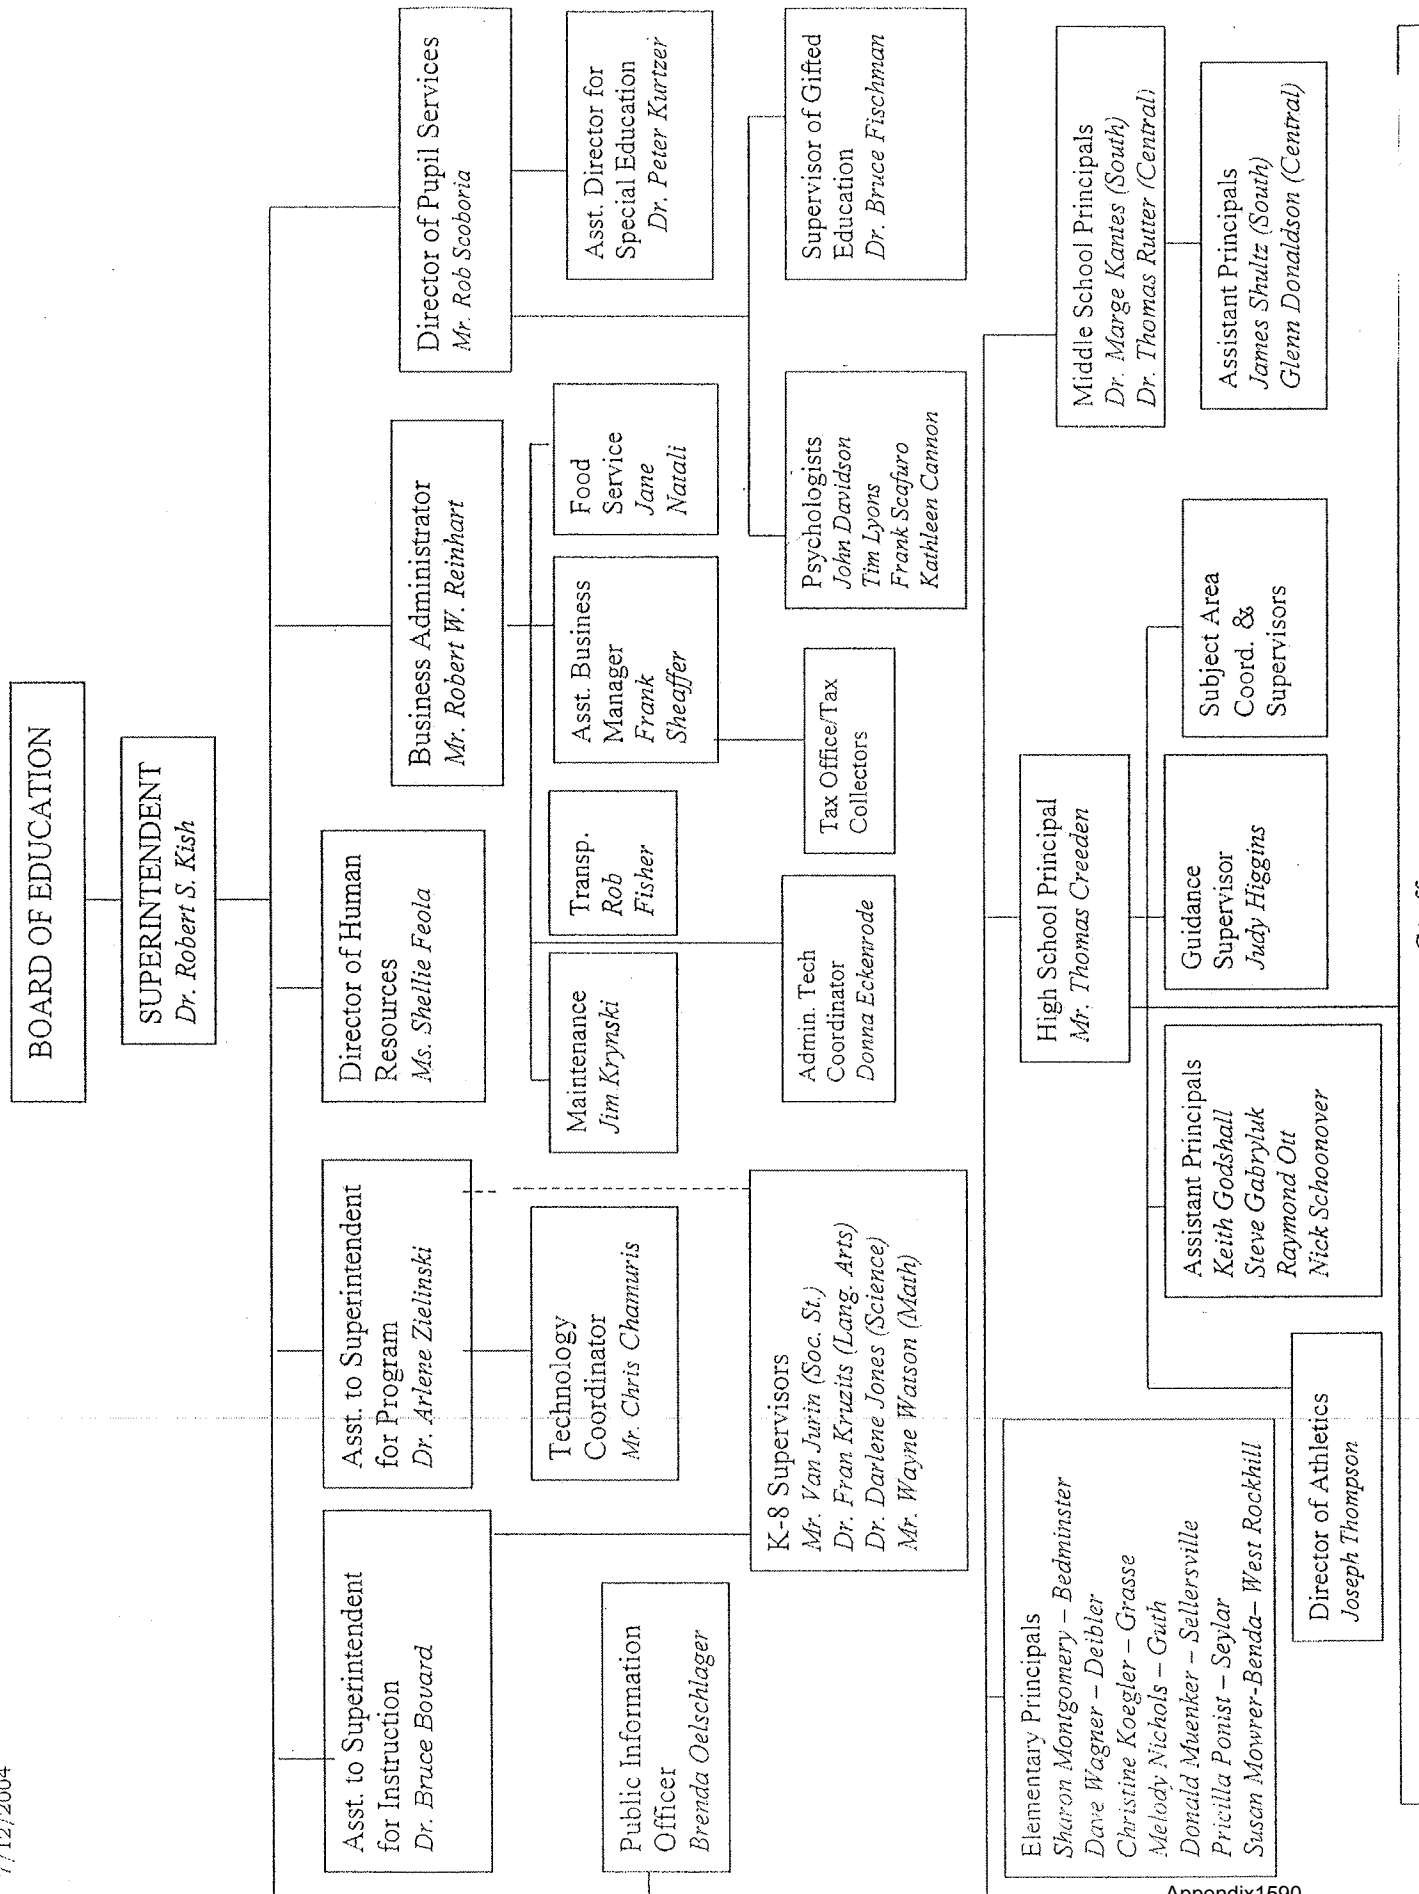 7/12/2004
BOARD OF EDUCATION
SUPERINTENDENT
Dr. Robert S. Kish
Asst. to Superintendent
for Instruction
Dr. Bruce Bovard
Asst. to Superintendent
for Program
Dr. Arlene Zielinski
Director of Human
Resources
Ms. Shellie Feola
Business Administrator
Mr. Robert W. Reinhart
Director of Pupil Services
Mr. Rob Scoboria
Public Information
Officer
Brenda Oelschlager
Technology
Coordinator
Mr. Chris Chamuris
Maintenance
Jim Krynski
Transp.
Rob
Fisher
Asst. Business
Manager
Frank
Sheaffer
Food
Service
Jane
Natali
Asst. Director for
Special Education
Dr. Peter Kurtzer
K-8 Supervisors
Mr. Van Jurin (Soc. St.)
Dr. Fran Kruzits (Lang. Arts)
Dr. Darlene Jones (Science)
Mr. Wayne Watson (Math)
Admin. Tech
Coordinator
Donna Eckenrode
Tax Office/Tax
Collectors
Psychologists
John Davidson
Tim Lyons
Frank Scafuro
Kathleen Cannon
Supervisor of Gifted
Education
Dr. Bruce Fischman
Elementary Principals
Sharon Montgomery – Bedminster
Dave Wagner – Deibler
Christine Koegler – Grasse
Melody Nichols – Guth
Donald Muenker – Sellersville
Pricilla Ponist – Seylar
Susan Mowrer-Benda– West Rockhill
High School Principal
Mr. Thomas Creeden
Middle School Principals
Dr. Marge Kantes (South)
Dr. Thomas Rutter (Central)
Director of Athletics
Joseph Thompson
Assistant Principals
Keith Godshall
Steve Gabryluk
Raymond Ott
Nick Schoonover
Guidance
Supervisor
Judy Higgins
Subject Area
Coord. &
Supervisors
Assistant Principals
James Shultz (South)
Glenn Donaldson (Central)
Appendix1590